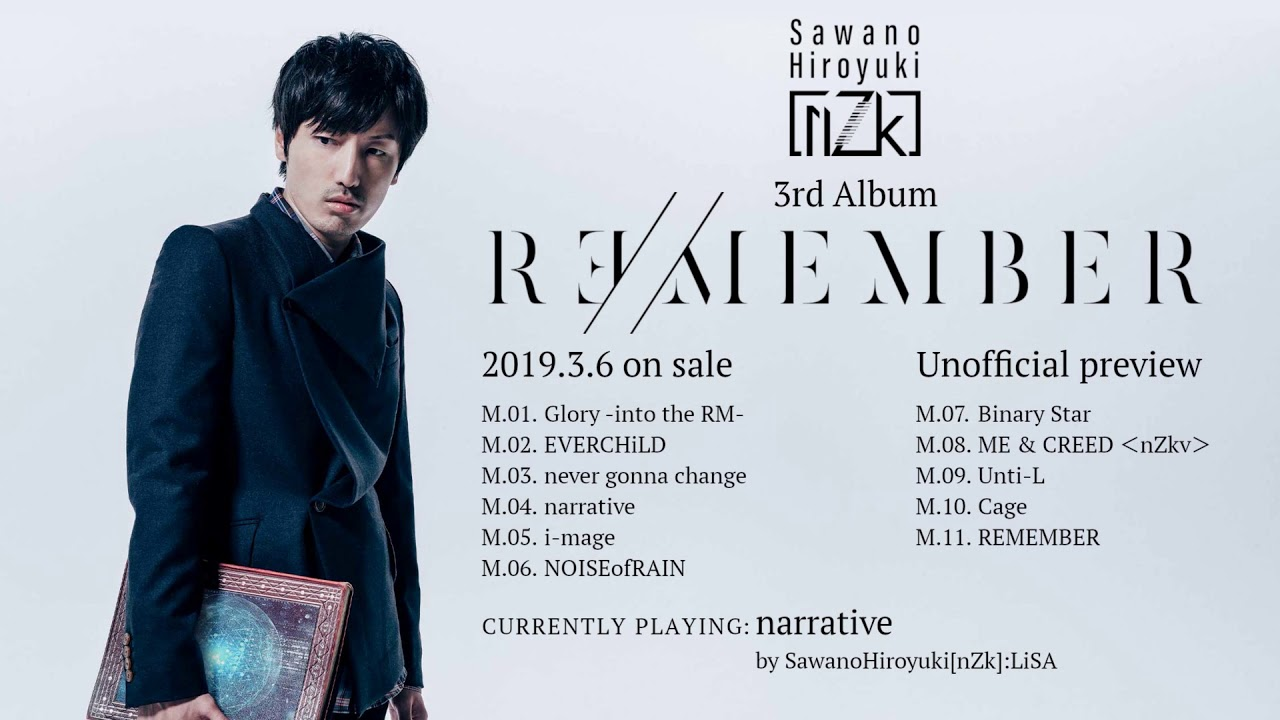 Sawano
Hiroyuki
[nZk]
3rd Album
REMEMBER
2019.3.6 on sale
M.01. Glory -into the RM-
M.02. EVERCHiLD
M.03. never gonna change
M.04. narrative
M.05. i-mage
M.06. NOISEofRAIN
Unofficial preview
M.07. Binary Star
M.08. ME & CREED ＜nZkv＞
M.09. Unti-L
M.10. Cage
M.11. REMEMBER
CURRENTLY PLAYING: narrative
by SawanoHiroyuki[nZk]:LiSA